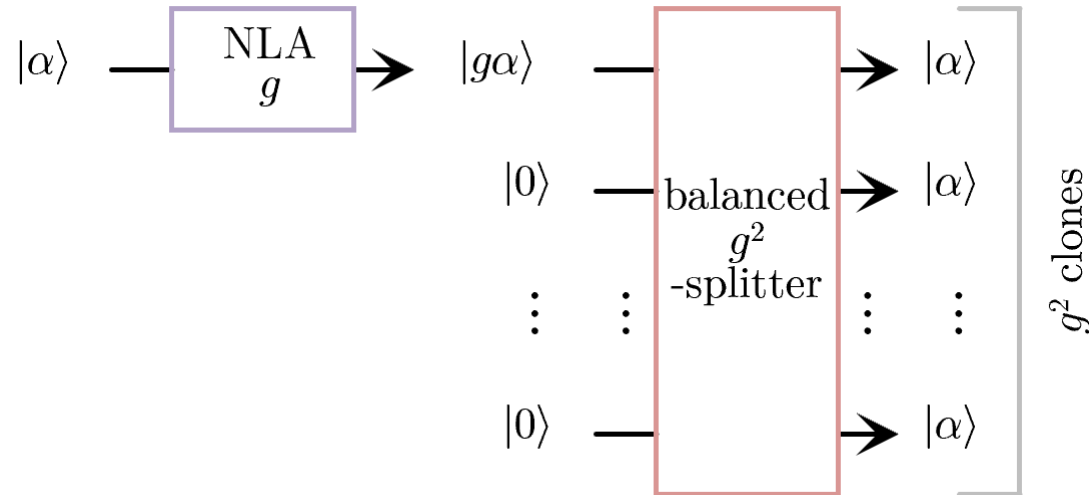 |α⟩ NLA |gα⟩ |α⟩
g
|0⟩ |α⟩
balanced
g²
-splitter
⋮ ⋮ ⋮ ⋮
|0⟩ |α⟩
g² clones